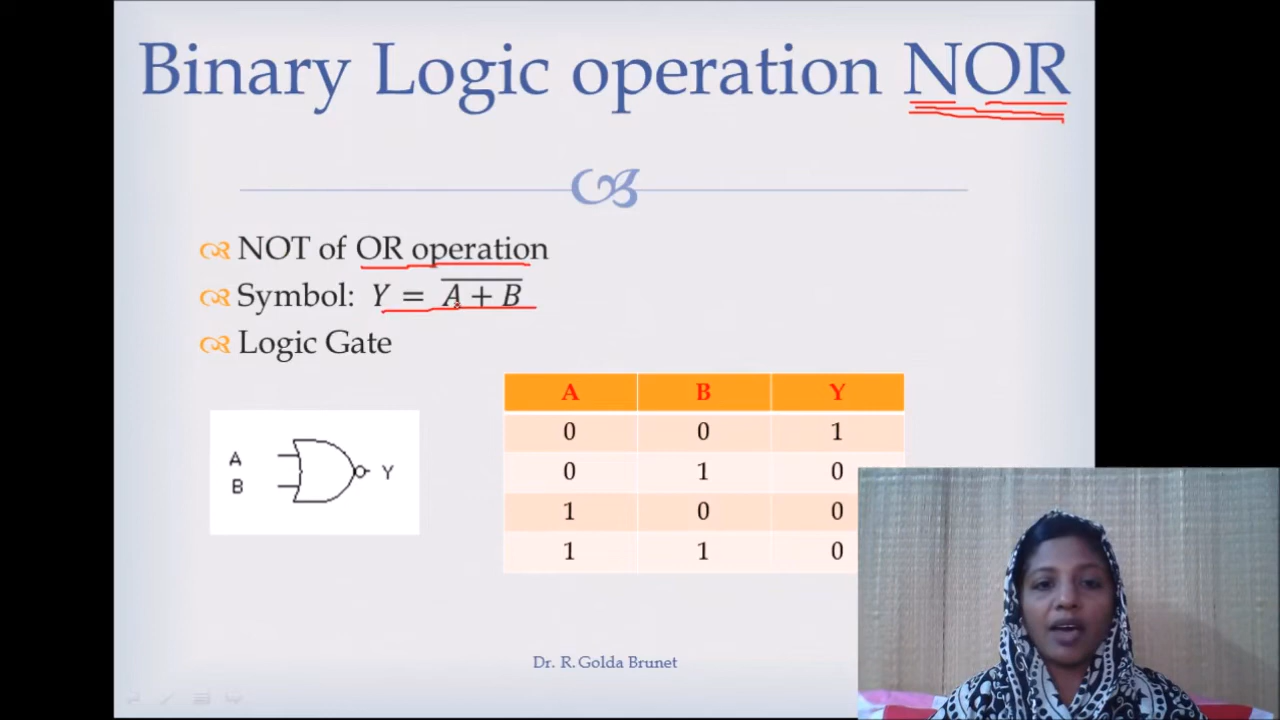 Binary Logic operation NOR
NOT of OR operation
Symbol: Y = \overline{A + B}
Logic Gate
A B Y
A B Y
0 0 1
0 1 0
1 0 0
1 1 0
Dr. R. Golda Brunet